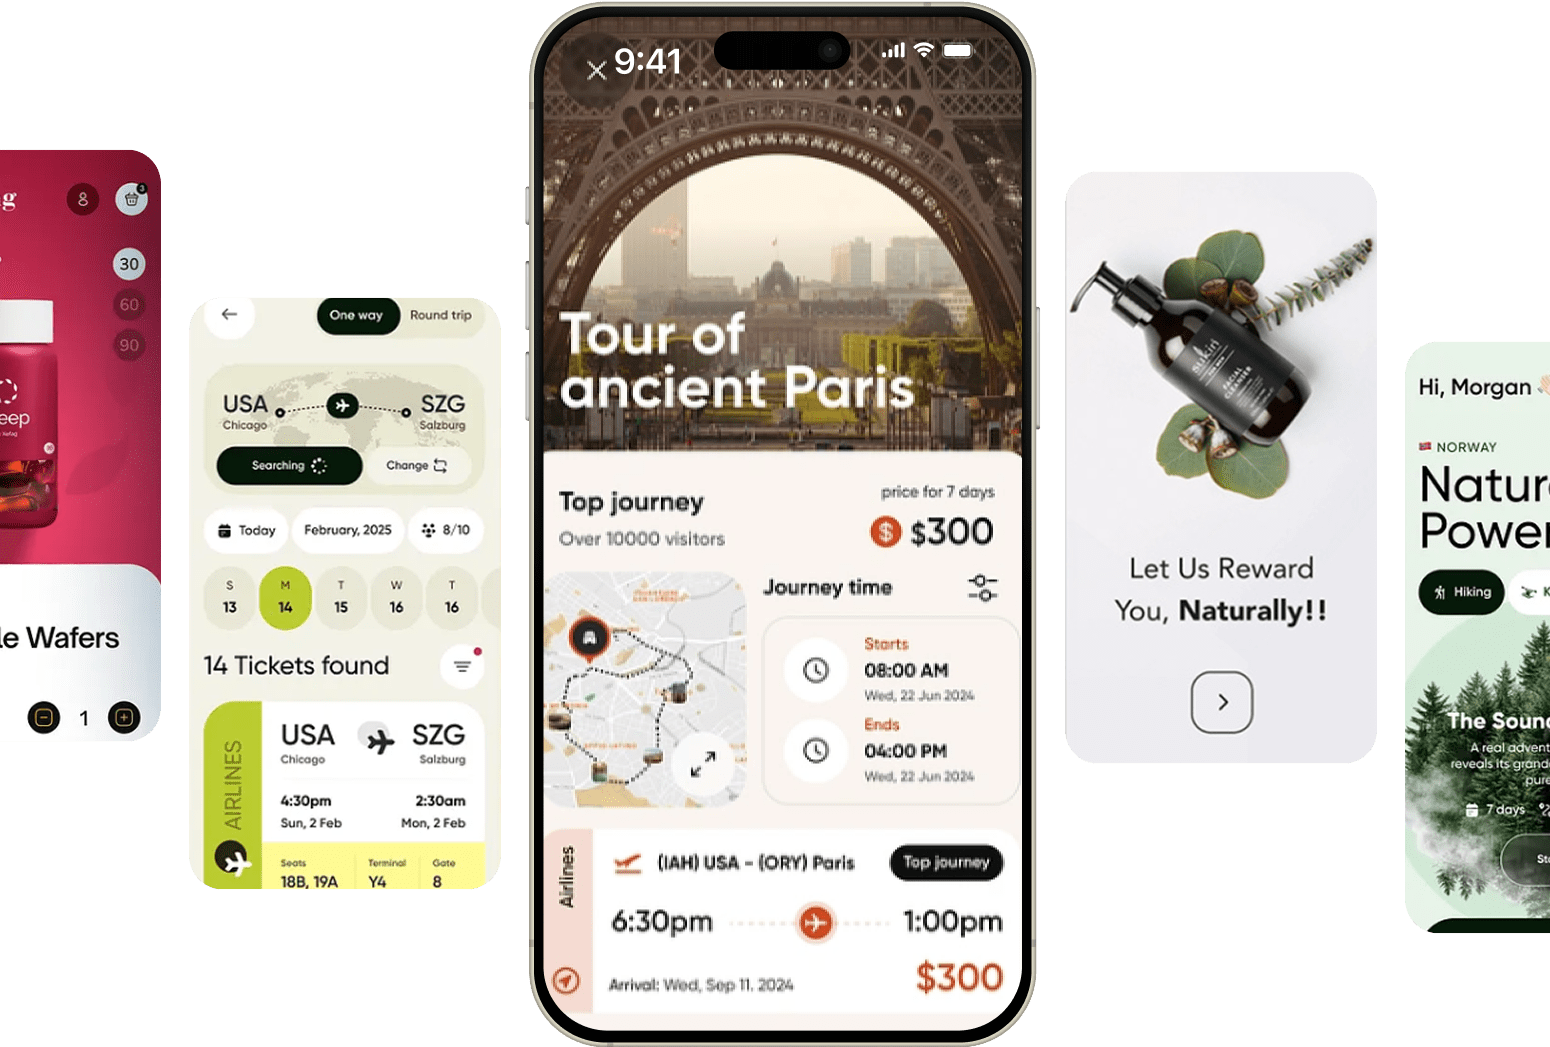 8
3
30
60
90
eep
le Wafers
1
One way
Round trip
USA
SZG
Chicago
Salzburg
Searching
Change
Today
February, 2025
8/10
S
M
T
W
T
13
14
15
16
16
14 Tickets found
AIRLINES
USA
SZG
Chicago
Salzburg
4:30pm
2:30am
Sun, 2 Feb
Mon, 2 Feb
Seats
Terminal
Gate
18B, 19A
Y4
8
9:41
Tour of
ancient Paris
Top journey
price for 7 days
Over 10000 visitors
$300
Journey time
Starts
08:00 AM
Wed, 22 Jun 2024
Ends
04:00 PM
Wed, 22 Jun 2024
Airlines
(IAH) USA - (ORY) Paris
Top journey
6:30pm
1:00pm
Arrival: Wed, Sep 11. 2024
$300
sukin
FACIAL
CLEANSER
Let Us Reward
You, Naturally!!
Hi, Morgan
NORWAY
Natur
Power
Hiking
K
The Soun
A real advent
reveals its grand
pure
7 days
Sta